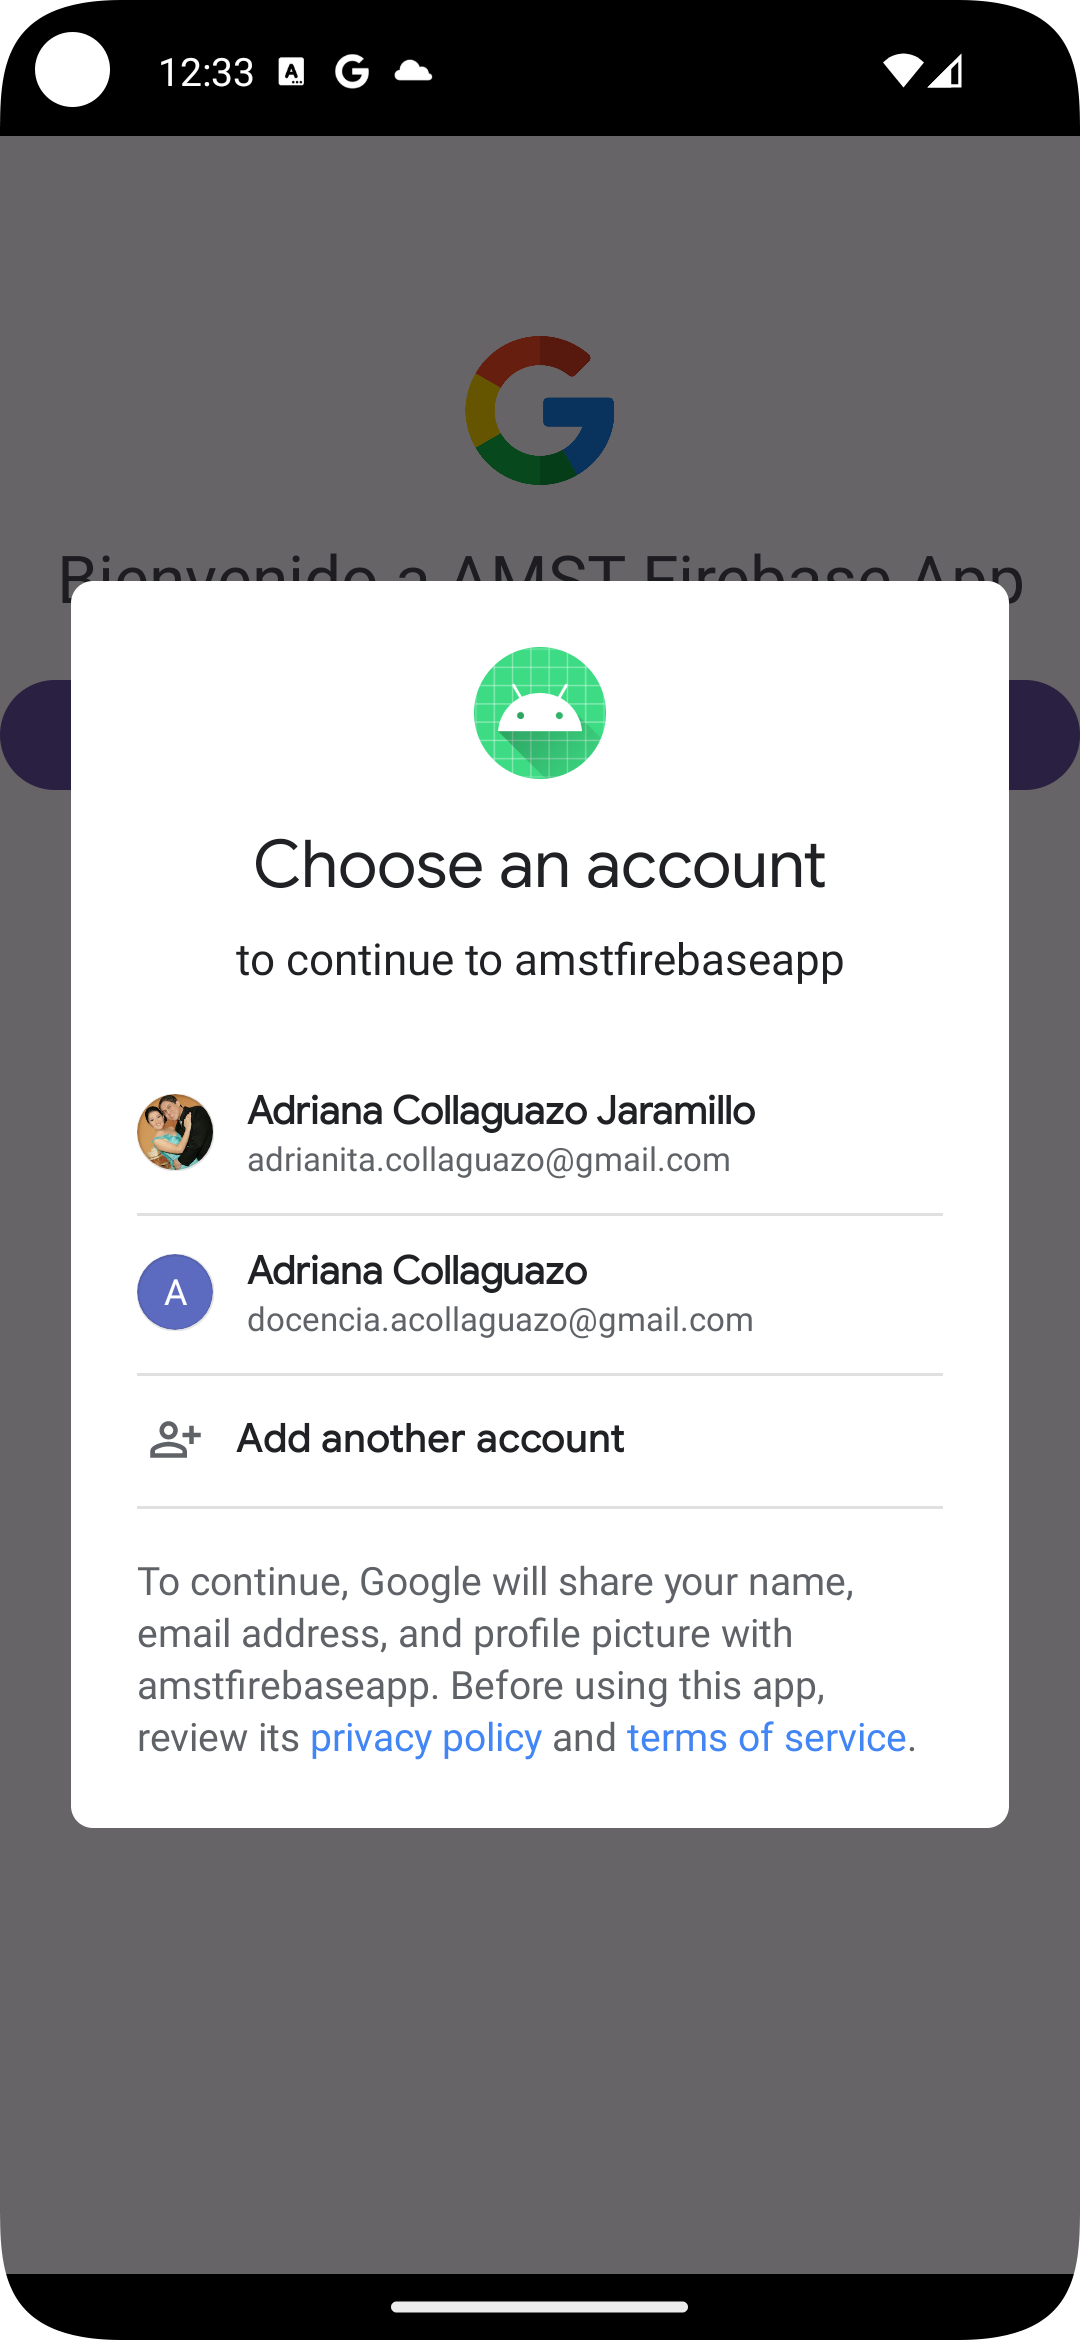 12:33
Bienvenido a AMST Firebase App
Choose an account
to continue to amstfirebaseapp
Adriana Collaguazo Jaramillo
adrianita.collaguazo@gmail.com
A
Adriana Collaguazo
docencia.acollaguazo@gmail.com
Add another account
To continue, Google will share your name,
email address, and profile picture with
amstfirebaseapp. Before using this app,
review its privacy policy and terms of service.